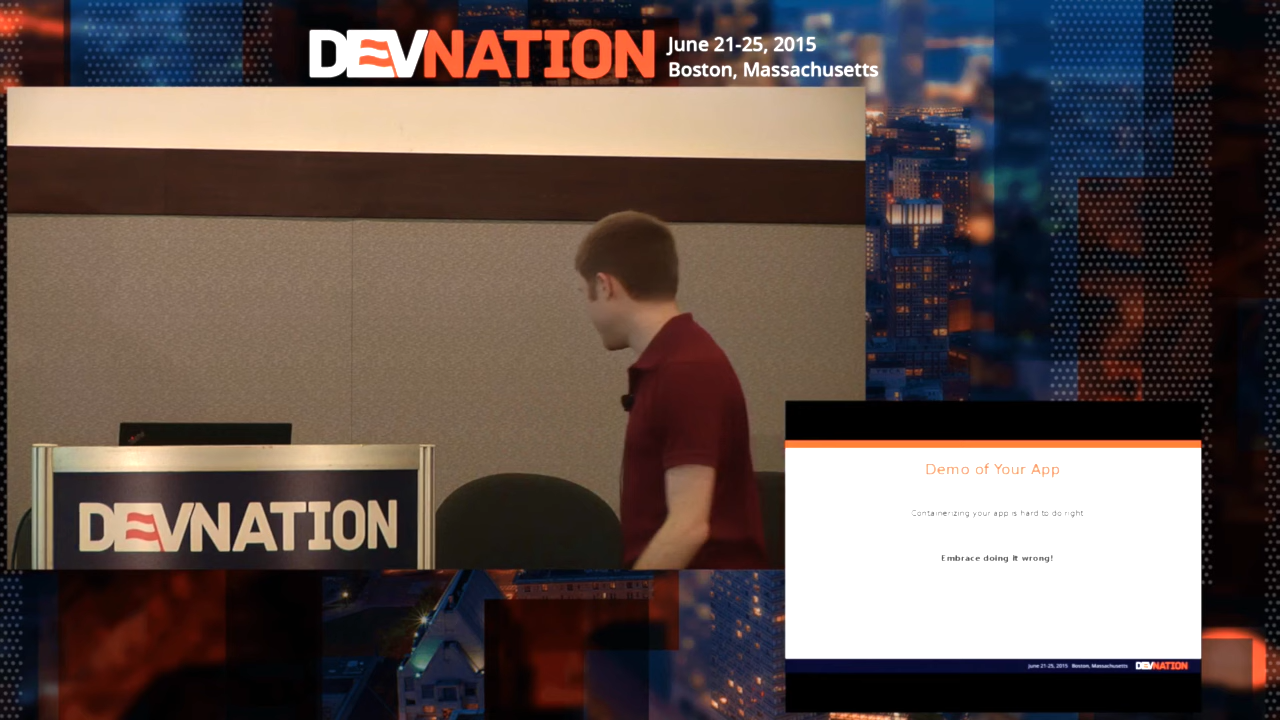 DEVNATION
June 21-25, 2015
Boston, Massachusetts
DEVNATION
Demo of Your App
Containerizing your app is hard to do right
Embrace doing it wrong!
June 21-25, 2015 Boston, Massachusetts DEVNATION